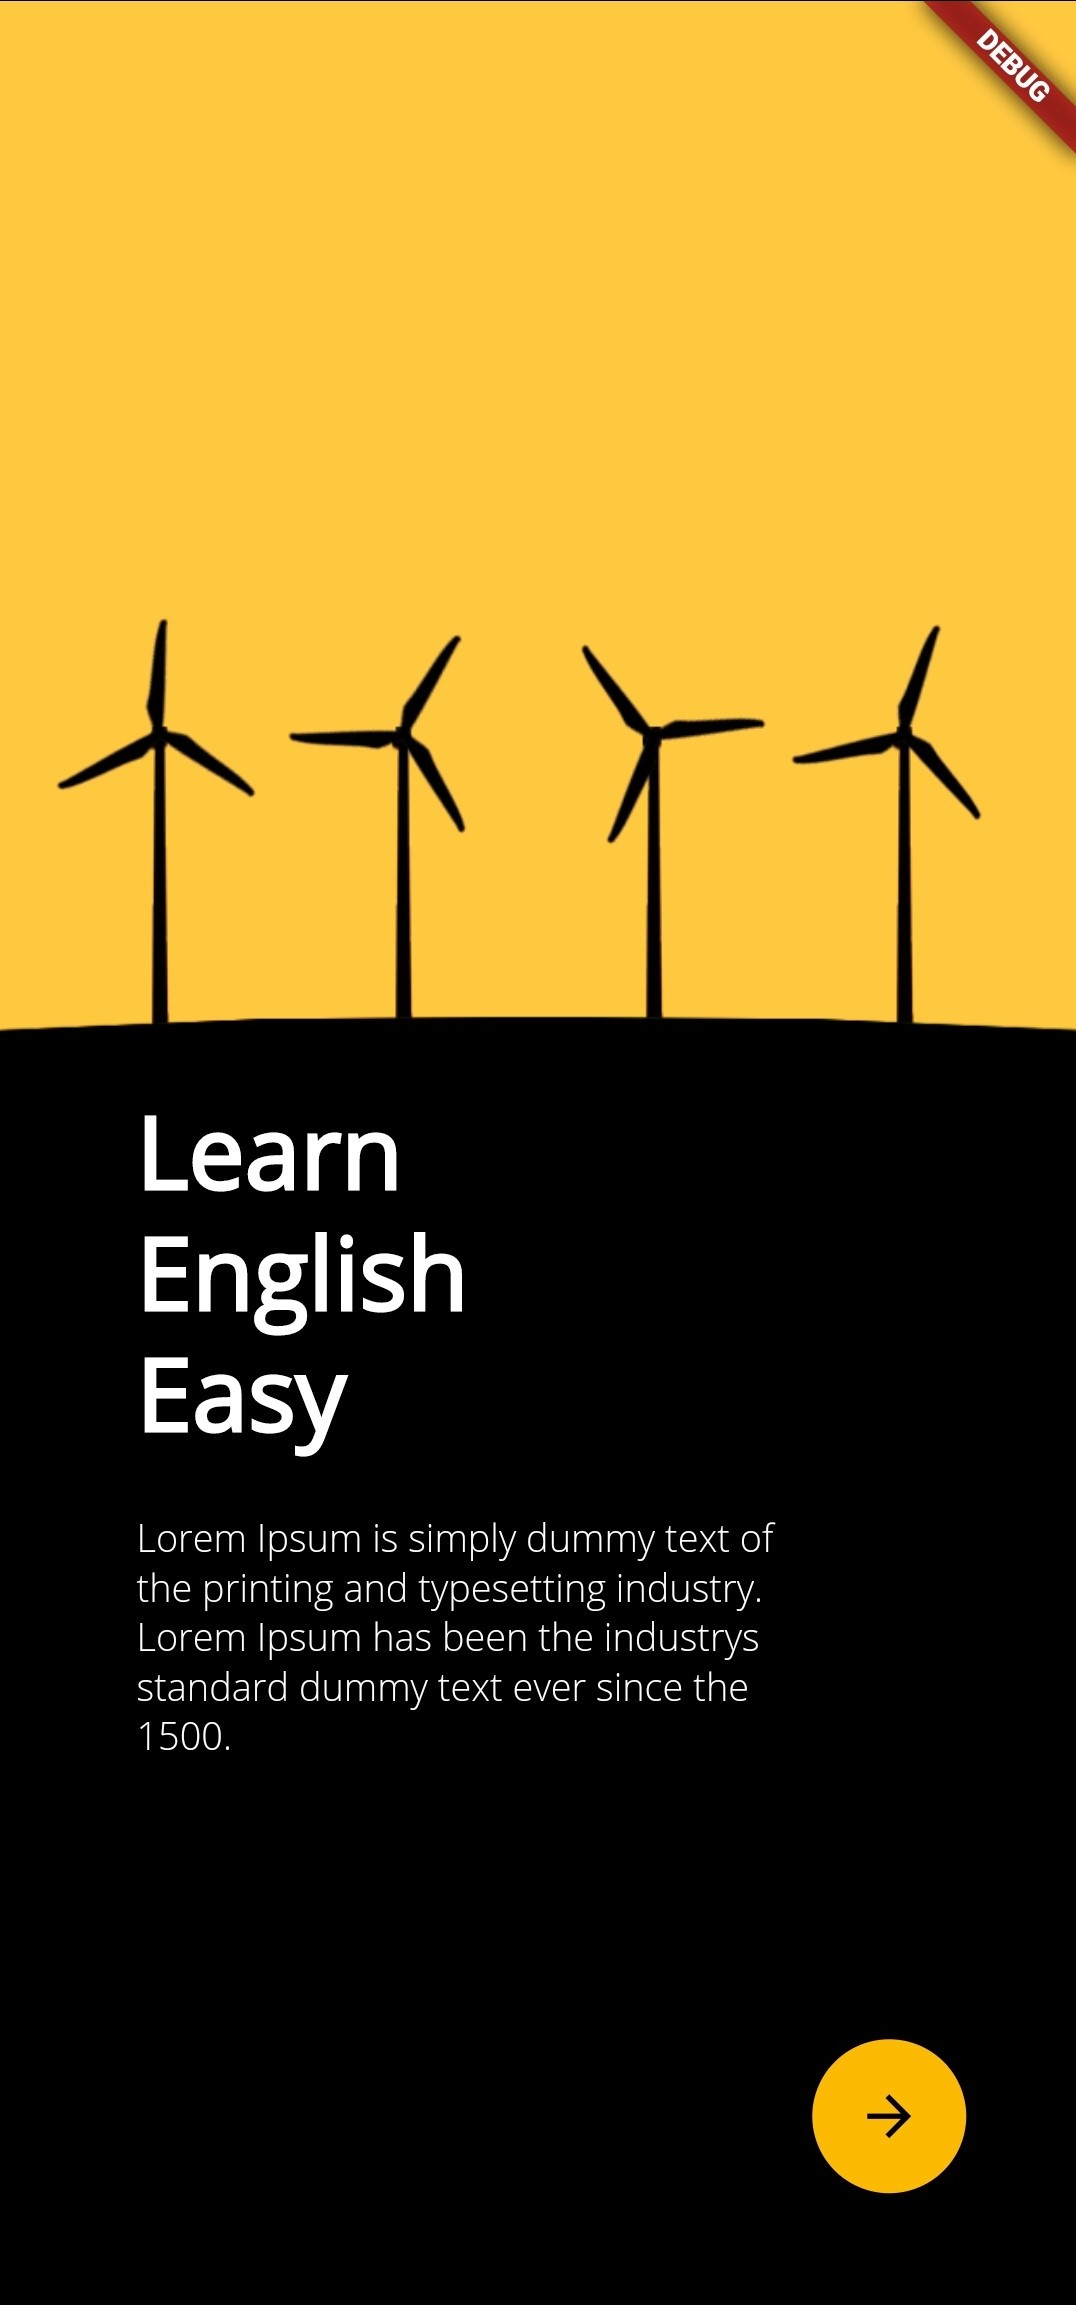 DEBUG
Learn
English
Easy
Lorem Ipsum is simply dummy text of
the printing and typesetting industry.
Lorem Ipsum has been the industrys
standard dummy text ever since the
1500.